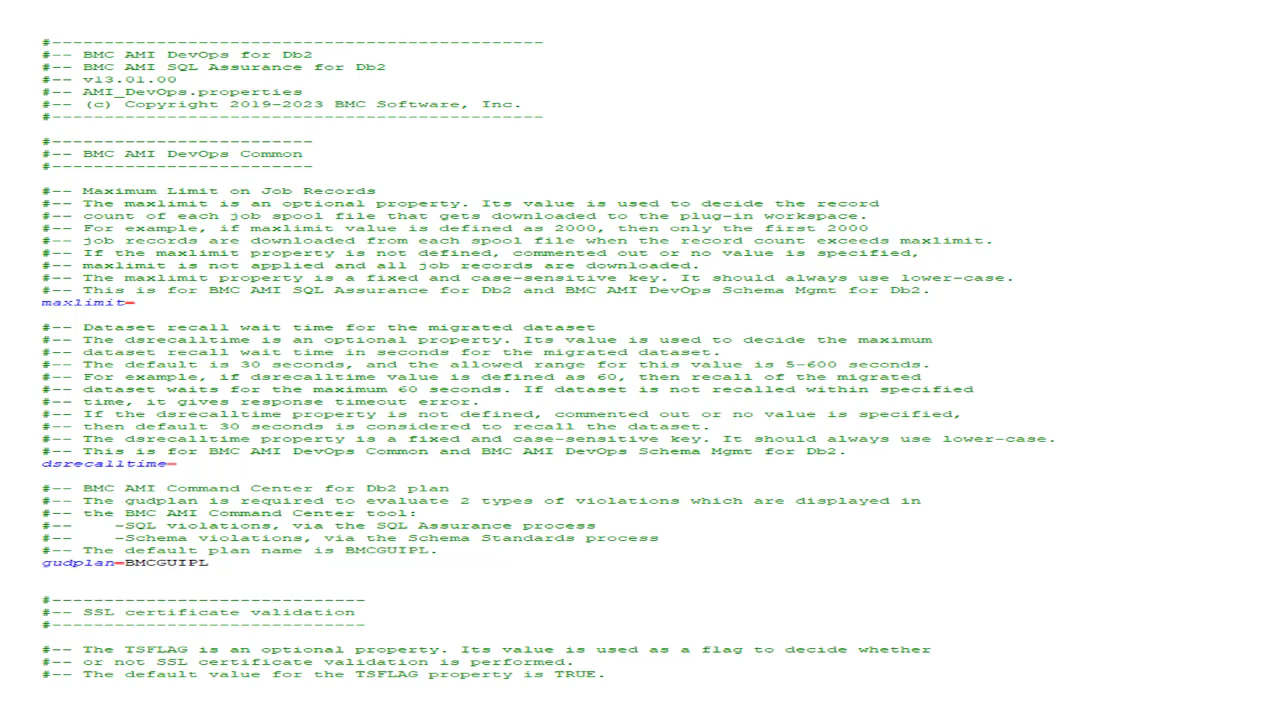 #-----------------------------------------------
#-- BMC AMI DevOps for Db2
#-- BMC AMI SQL Assurance for Db2
#-- v13.01.00
#-- AMI_DevOps.properties
#-- (c) Copyright 2019-2023 BMC Software, Inc.
#-----------------------------------------------
#-------------------------
#-- BMC AMI DevOps Common
#-------------------------
#-- Maximum Limit on Job Records
#-- The maxlimit is an optional property. Its value is used to decide the record
#-- count of each job spool file that gets downloaded to the plug-in workspace.
#-- For example, if maxlimit value is defined as 2000, then only the first 2000
#-- job records are downloaded from each spool file when the record count exceeds maxlimit.
#-- If the maxlimit property is not defined, commented out or no value is specified,
#-- maxlimit is not applied and all job records are downloaded.
#-- The maxlimit property is a fixed and case-sensitive key. It should always use lower-case.
#-- This is for BMC AMI SQL Assurance for Db2 and BMC AMI DevOps Schema Mgmt for Db2.
maxlimit=
#-- Dataset recall wait time for the migrated dataset
#-- The dsrecalltime is an optional property. Its value is used to decide the maximum
#-- dataset recall wait time in seconds for the migrated dataset.
#-- The default is 30 seconds, and the allowed range for this value is 5-600 seconds.
#-- For example, if dsrecalltime value is defined as 60, then recall of the migrated
#-- dataset waits for the maximum 60 seconds. If dataset is not recalled within specified
#-- time, it gives response timeout error.
#-- If the dsrecalltime property is not defined, commented out or no value is specified,
#-- then default 30 seconds is considered to recall the dataset.
#-- The dsrecalltime property is a fixed and case-sensitive key. It should always use lower-case.
#-- This is for BMC AMI DevOps Common and BMC AMI DevOps Schema Mgmt for Db2.
dsrecalltime=
#-- BMC AMI Command Center for Db2 plan
#-- The gudplan is required to evaluate 2 types of violations which are displayed in
#-- the BMC AMI Command Center tool:
#--    -SQL violations, via the SQL Assurance process
#--    -Schema violations, via the Schema Standards process
#-- The default plan name is BMCGUIPL.
gudplan=BMCGUIPL
#------------------------------
#-- SSL certificate validation
#------------------------------
#-- The TSFLAG is an optional property. Its value is used as a flag to decide whether
#-- or not SSL certificate validation is performed.
#-- The default value for the TSFLAG property is TRUE.